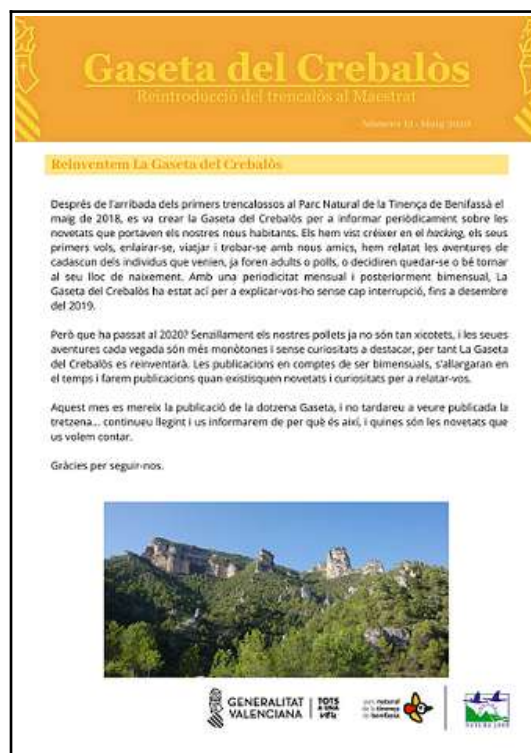 Gaseta del Crebalòs
Reintroducció del trencalòs al Maestrat
Número 12 - Maig 2020
Reinventem La Gaseta del Crebalòs
Després de l'arribada dels primers trencalossos al Parc Natural de la Tinença de Benifassà el
maig de 2018, es va crear la Gaseta del Crebalòs per a informar periòdicament sobre les
novetats que portaven els nostres nous habitants. Els hem vist créixer en el hacking, els seus
primers vols, enlairar-se, viatjar i trobar-se amb nous amics, hem relatat les aventures de
cadascun dels individus que venien, ja foren adults o polls, o decidiren quedar-se o bé tornar
al seu lloc de naixement. Amb una periodicitat mensual i posteriorment bimensual, La
Gaseta del Crebalòs ha estat ací per a explicar-vos-ho sense cap interrupció, fins a desembre
del 2019.
Però que ha passat al 2020? Senzillament els nostres pollets ja no són tan xicotets, i les seues
aventures cada vegada són més monòtones i sense curiositats a destacar, per tant La Gaseta
del Crebalòs es reinventarà. Les publicacions en comptes de ser bimensuals, s'allargaran en
el temps i farem publicacions quan existisquen novetats i curiositats per a relatar-vos.
Aquest mes es mereix la publicació de la dotzena Gaseta, i no tardareu a veure publicada la
tretzena... continueu llegint i us informarem de per què és així, i quines són les novetats que
us volem contar.
Gràcies per seguir-nos.
GENERALITAT
VALENCIANA
TOTS
A UNA
veu
parc natural
de la tinença
de benifassà